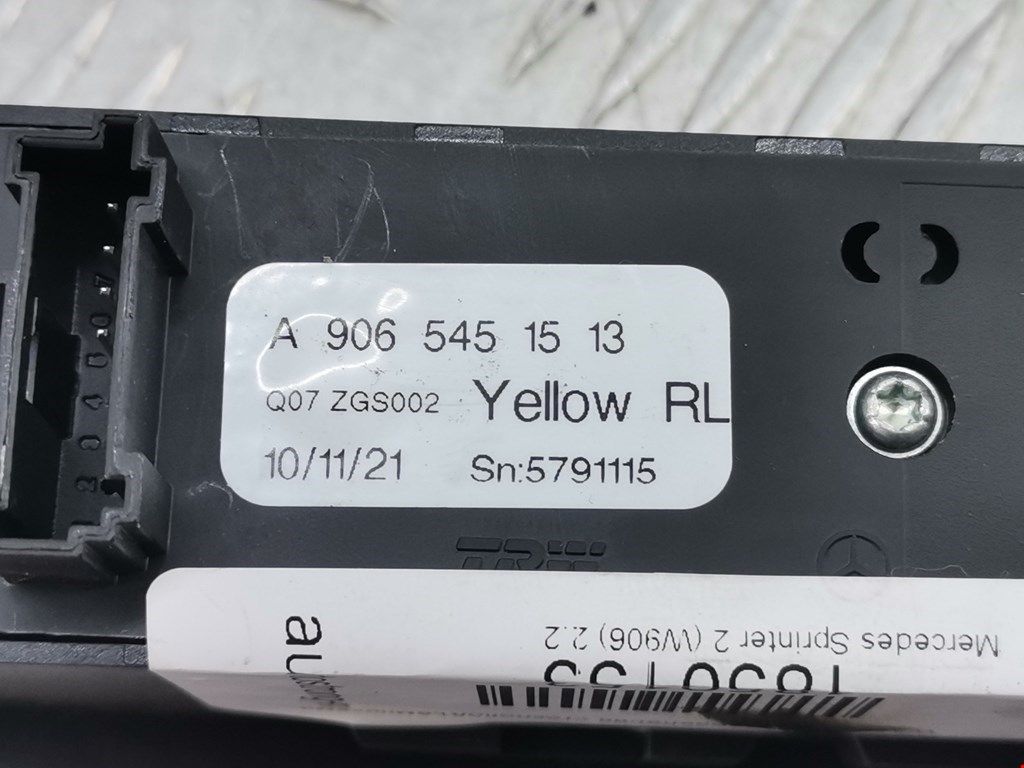 A 906 545 15 13
Q07 ZGS002 Yellow RL
10/11/21 Sn:5791115
TRW
Mercedes Sprinter 2 (W906) 2.2